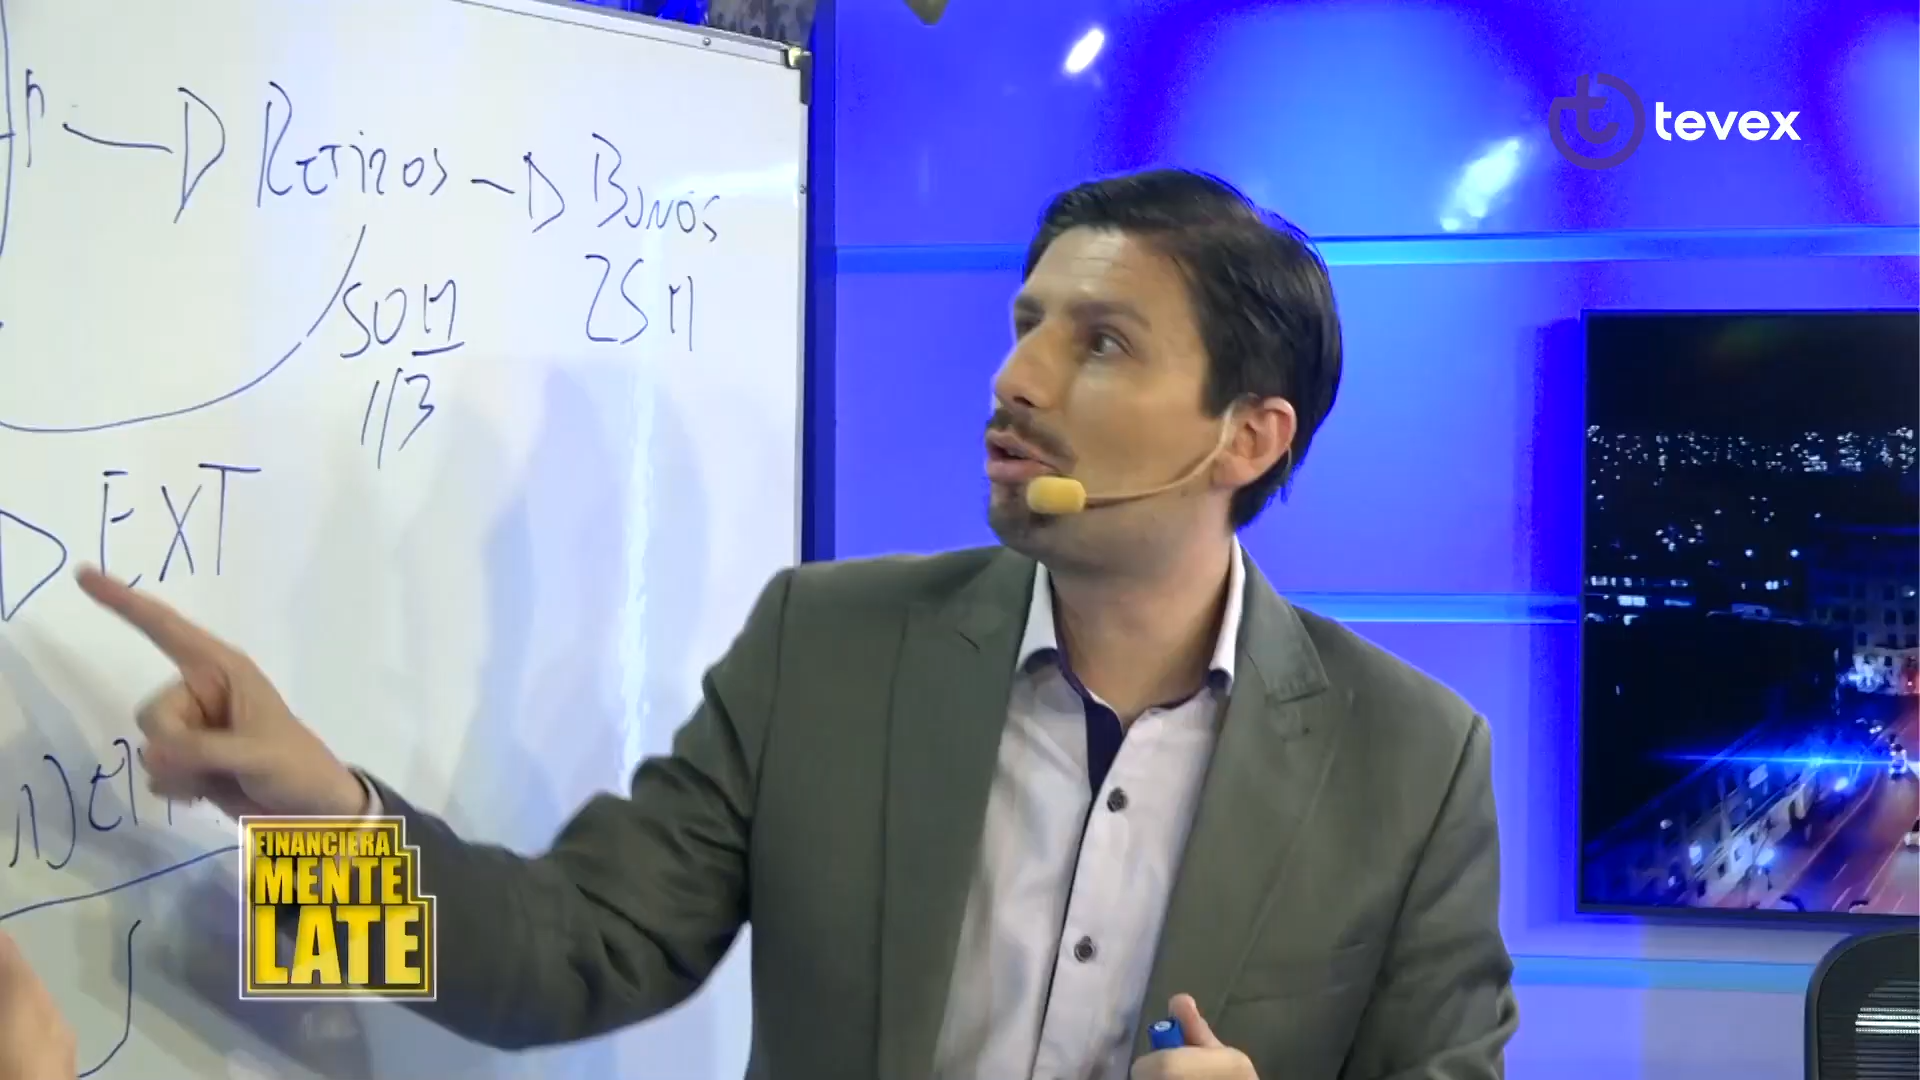 tevex
Retiros
Bonos
50M
25M
1/3
EXT
FINANCIERA
MENTE
LATE